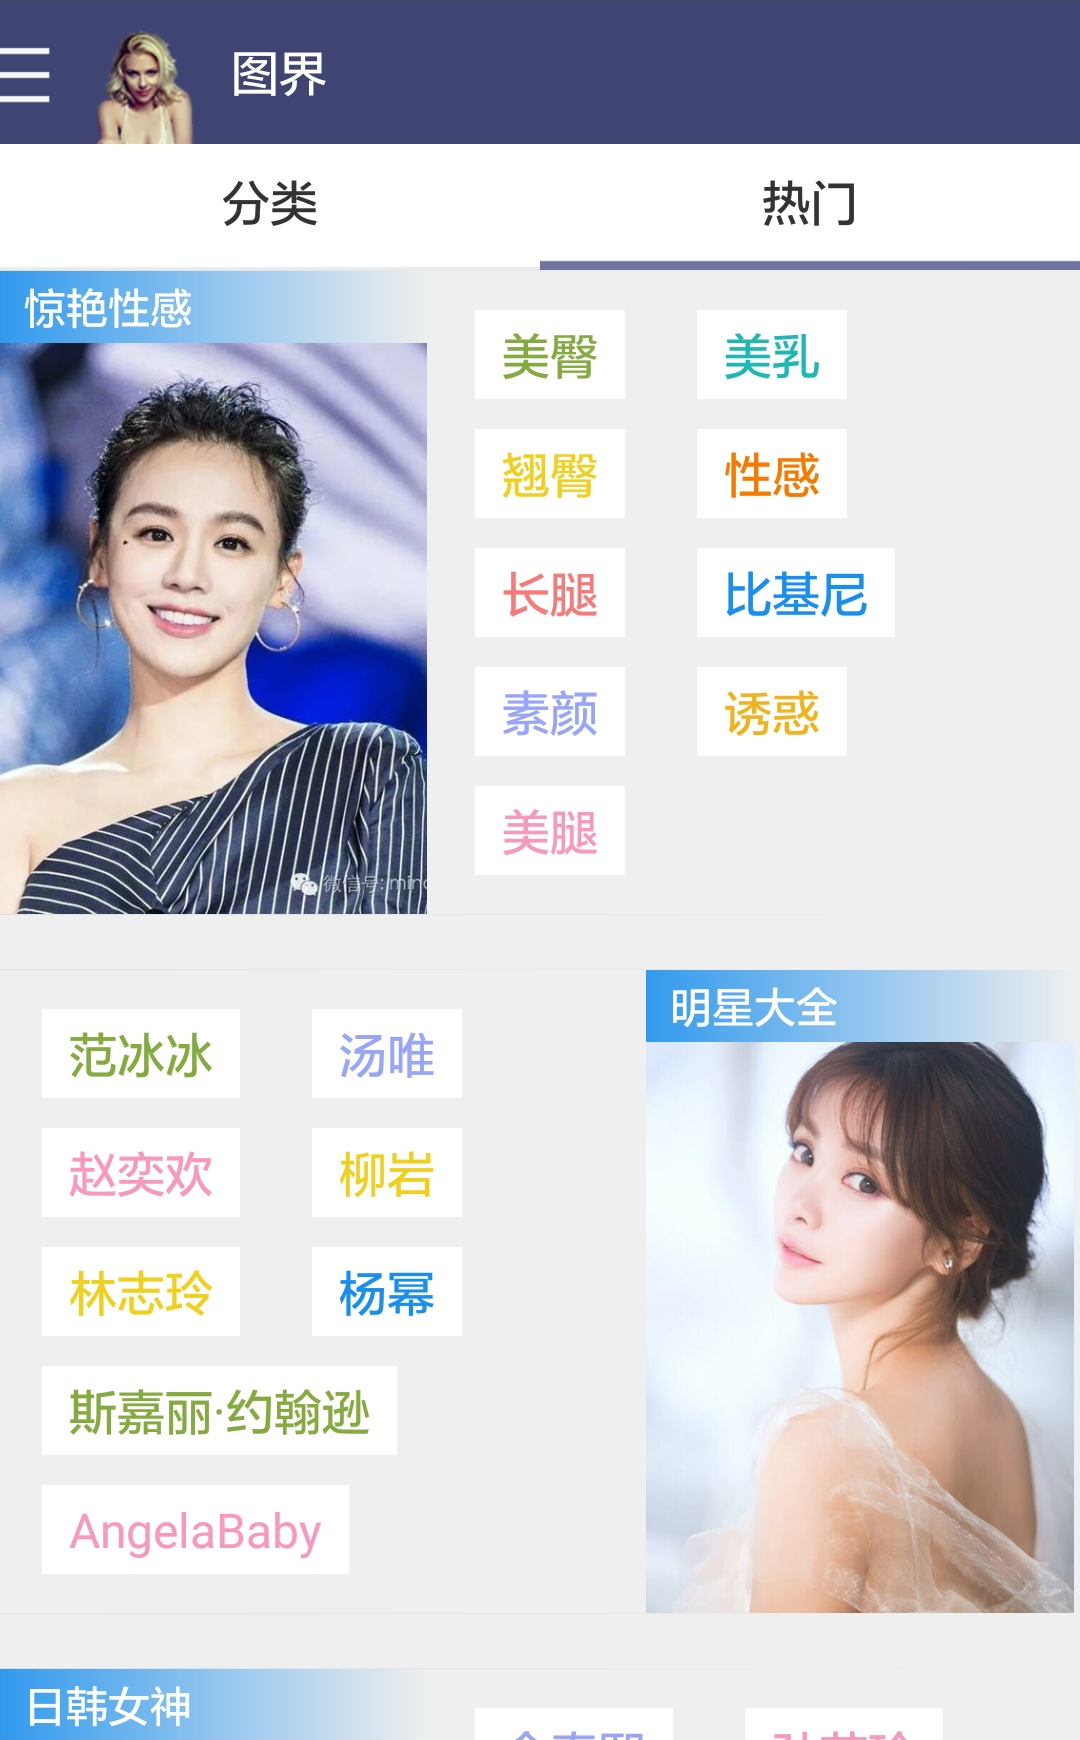 图界
分类
热门
惊艳性感
美臀
美乳
翘臀
性感
长腿
比基尼
素颜
诱惑
美腿
微信号: min
明星大全
范冰冰
汤唯
赵奕欢
柳岩
林志玲
杨幂
斯嘉丽·约翰逊
AngelaBaby
日韩女神